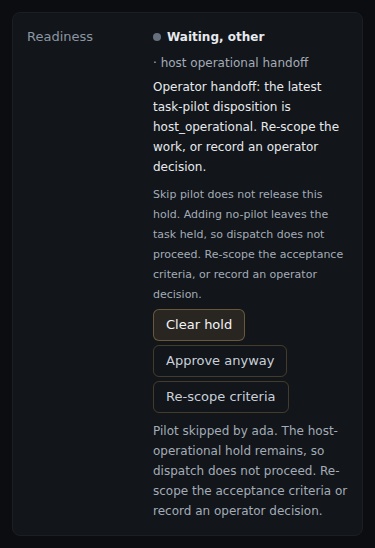 Readiness
Waiting, other
· host operational handoff
Operator handoff: the latest
task-pilot disposition is
host_operational. Re-scope the
work, or record an operator
decision.
Skip pilot does not release this
hold. Adding no-pilot leaves the
task held, so dispatch does not
proceed. Re-scope the acceptance
criteria, or record an operator
decision.
Clear hold
Approve anyway
Re-scope criteria
Pilot skipped by ada. The host-
operational hold remains, so
dispatch does not proceed. Re-
scope the acceptance criteria or
record an operator decision.